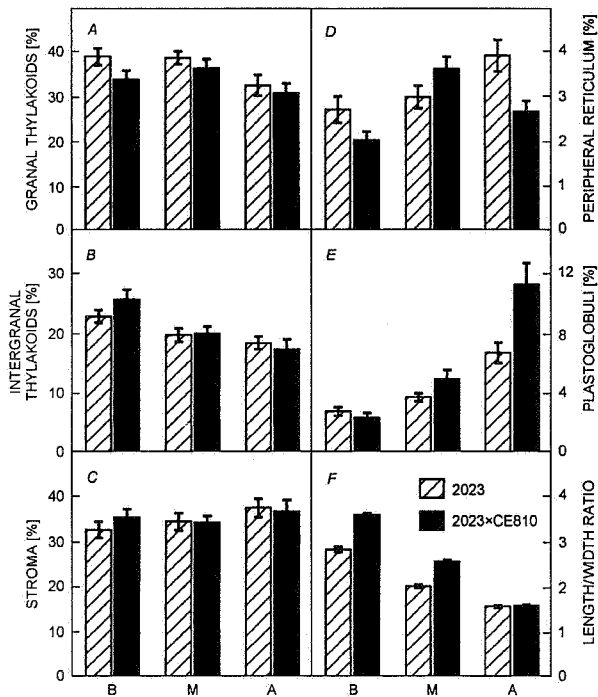 A
GRANAL THYLAKOIDS [%]
40
30
20
10
0
D
PERIPHERAL RETICULUM [%]
4
3
2
1
0
B
INTERGRANAL
THYLAKOIDS [%]
30
20
10
0
E
PLASTOGLOBULI [%]
12
8
4
0
C
STROMA [%]
40
30
20
10
0
B
M
A
F
2023
2023×CE810
LENGTH/WIDTH RATIO
4
3
2
1
0
B
M
A